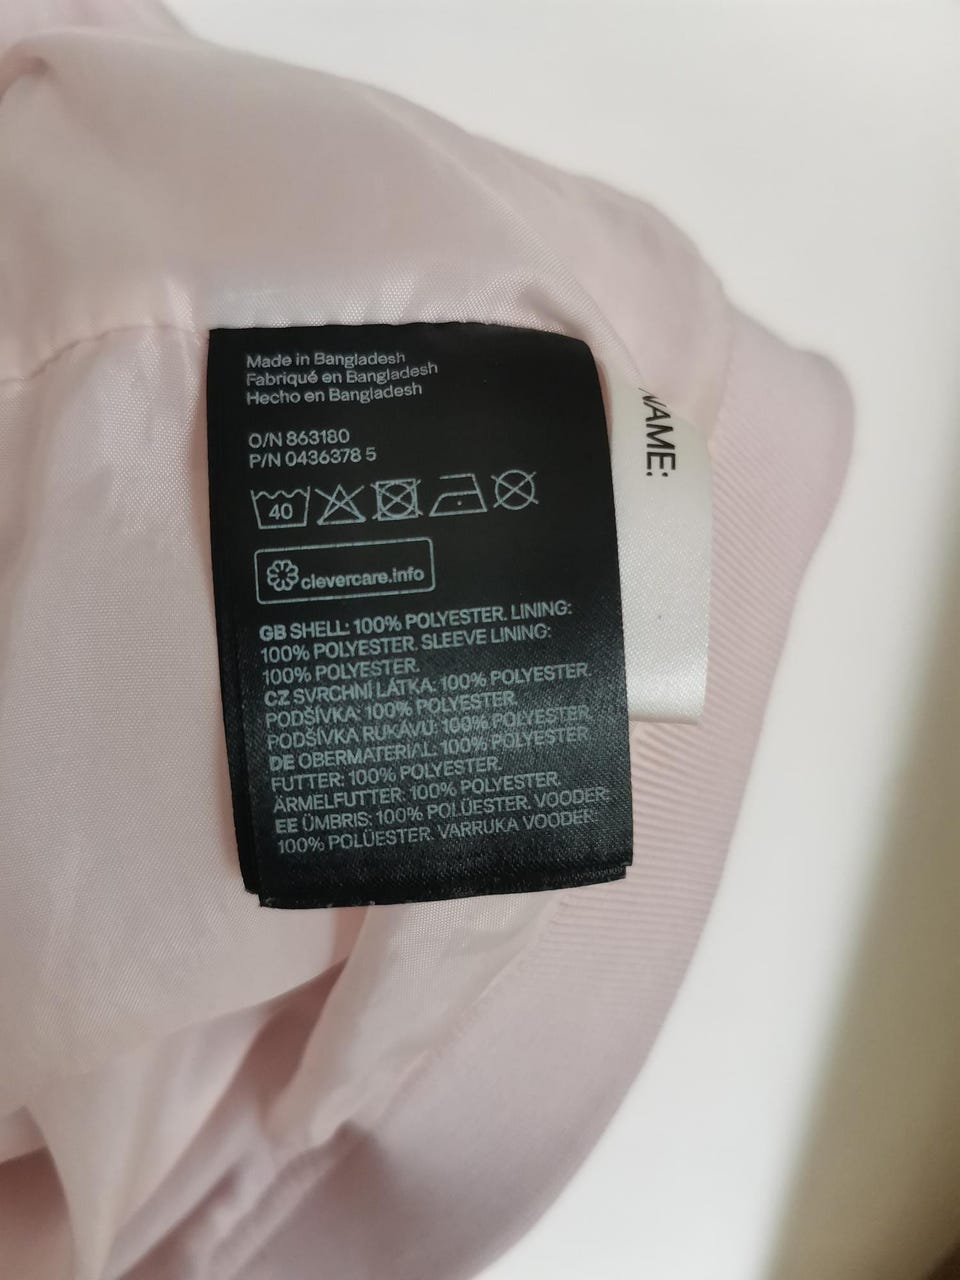 Made in Bangladesh
Fabriqué en Bangladesh
Hecho en Bangladesh
O/N 863180
P/N 0436378 5
40
clevercare.info
GB SHELL: 100% POLYESTER. LINING:
100% POLYESTER. SLEEVE LINING:
100% POLYESTER.
CZ SVRCHNÍ LÁTKA: 100% POLYESTER.
PODŠÍVKA: 100% POLYESTER.
PODŠÍVKA RUKÁVU: 100% POLYESTER.
DE OBERMATERIAL: 100% POLYESTER.
FUTTER: 100% POLYESTER.
ÄRMELFUTTER: 100% POLYESTER.
EE ÜMBRIS: 100% POLÜESTER. VOODER:
100% POLÜESTER. VARRUKA VOODER:
NAME: